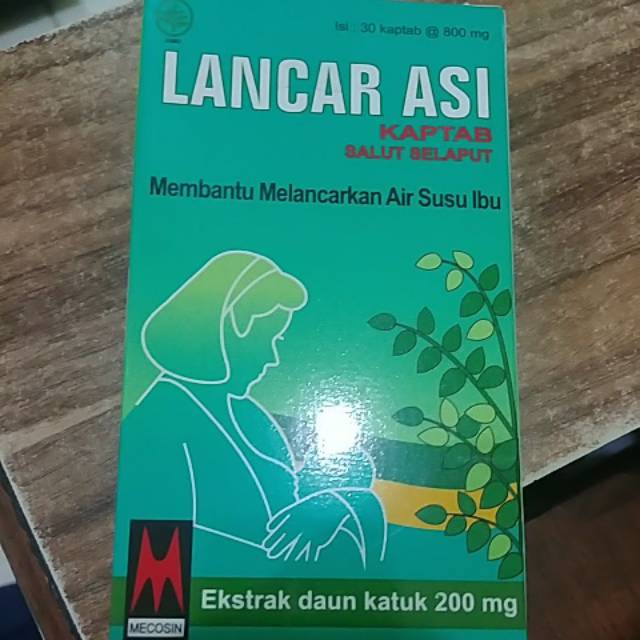 Isi : 30 kaptab @ 800 mg
LANCAR ASI
KAPTAB
SALUT SELAPUT
Membantu Melancarkan Air Susu Ibu
MECOSIN
Ekstrak daun katuk 200 mg